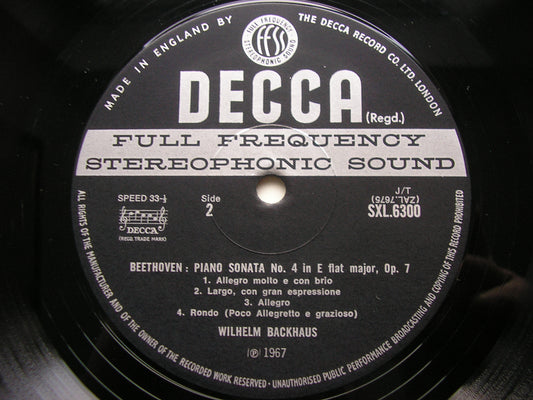 MADE IN ENGLAND BY
THE DECCA RECORD CO. LTD. LONDON
FULL FREQUENCY
ffss
STEREOPHONIC SOUND
DECCA (Regd.)
FULL FREQUENCY
STEREOPHONIC SOUND
SPEED 33-⅓
Side
2
J/T
(ZAL.7675)
SXL.6300
DECCA
(REGD. TRADE MARK)
BEETHOVEN : PIANO SONATA No. 4 in E flat major, Op. 7
1. Allegro molto e con brio
2. Largo, con gran espressione
3. Allegro
4. Rondo (Poco Allegretto e grazioso)
WILHELM BACKHAUS
℗ 1967
ALL RIGHTS OF THE MANUFACTURER AND OF THE OWNER OF THE RECORDED WORK RESERVED - UNAUTHORISED PUBLIC PERFORMANCE BROADCASTING AND COPYING OF THIS RECORD PROHIBITED